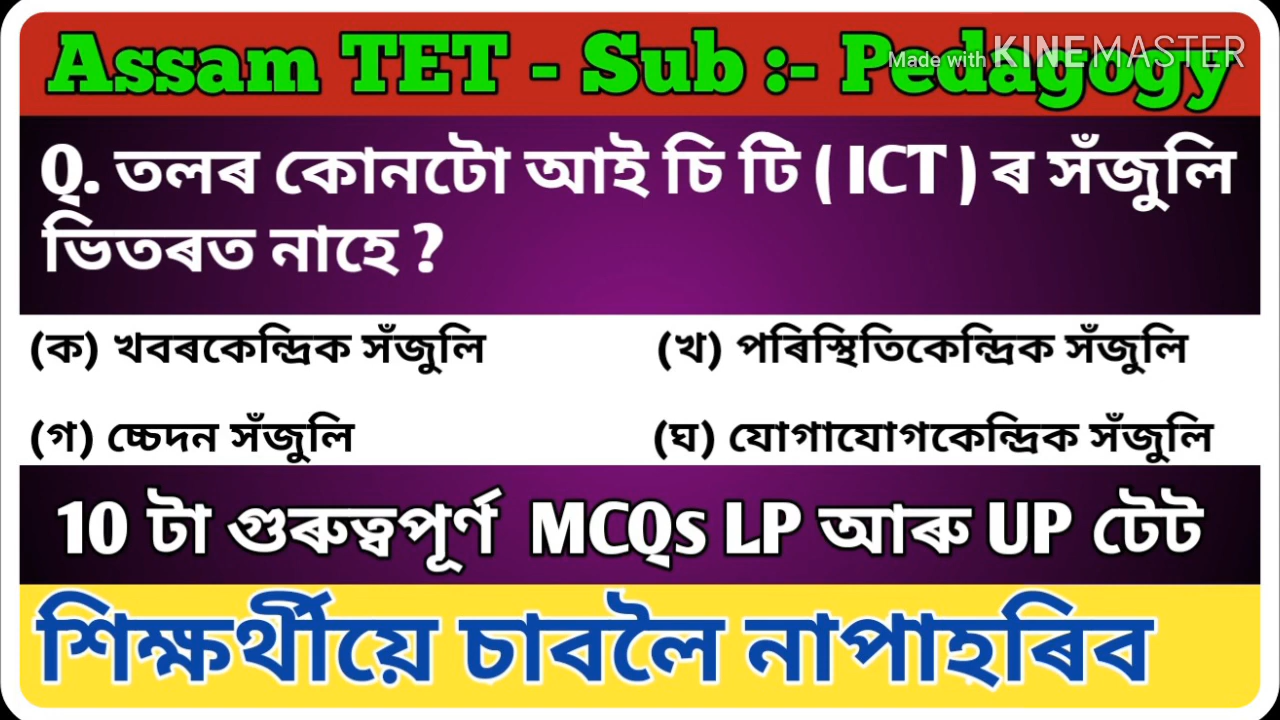 Assam TET - Sub :- Pedagogy
Made with KINEMASTER
Q. তলৰ কোনটো আই চি টি ( ICT ) ৰ সঁজুলি
ভিতৰত নাহে ?
(ক) খবৰকেন্দ্ৰিক সঁজুলি (খ) পৰিস্থিতিকেন্দ্ৰিক সঁজুলি
(গ) চ্চেদন সঁজুলি (ঘ) যোগাযোগকেন্দ্ৰিক সঁজুলি
10 টা গুৰুত্বপূৰ্ণ MCQs LP আৰু UP টেট
শিক্ষৰ্থীয়ে চাবলৈ নাপাহৰিব